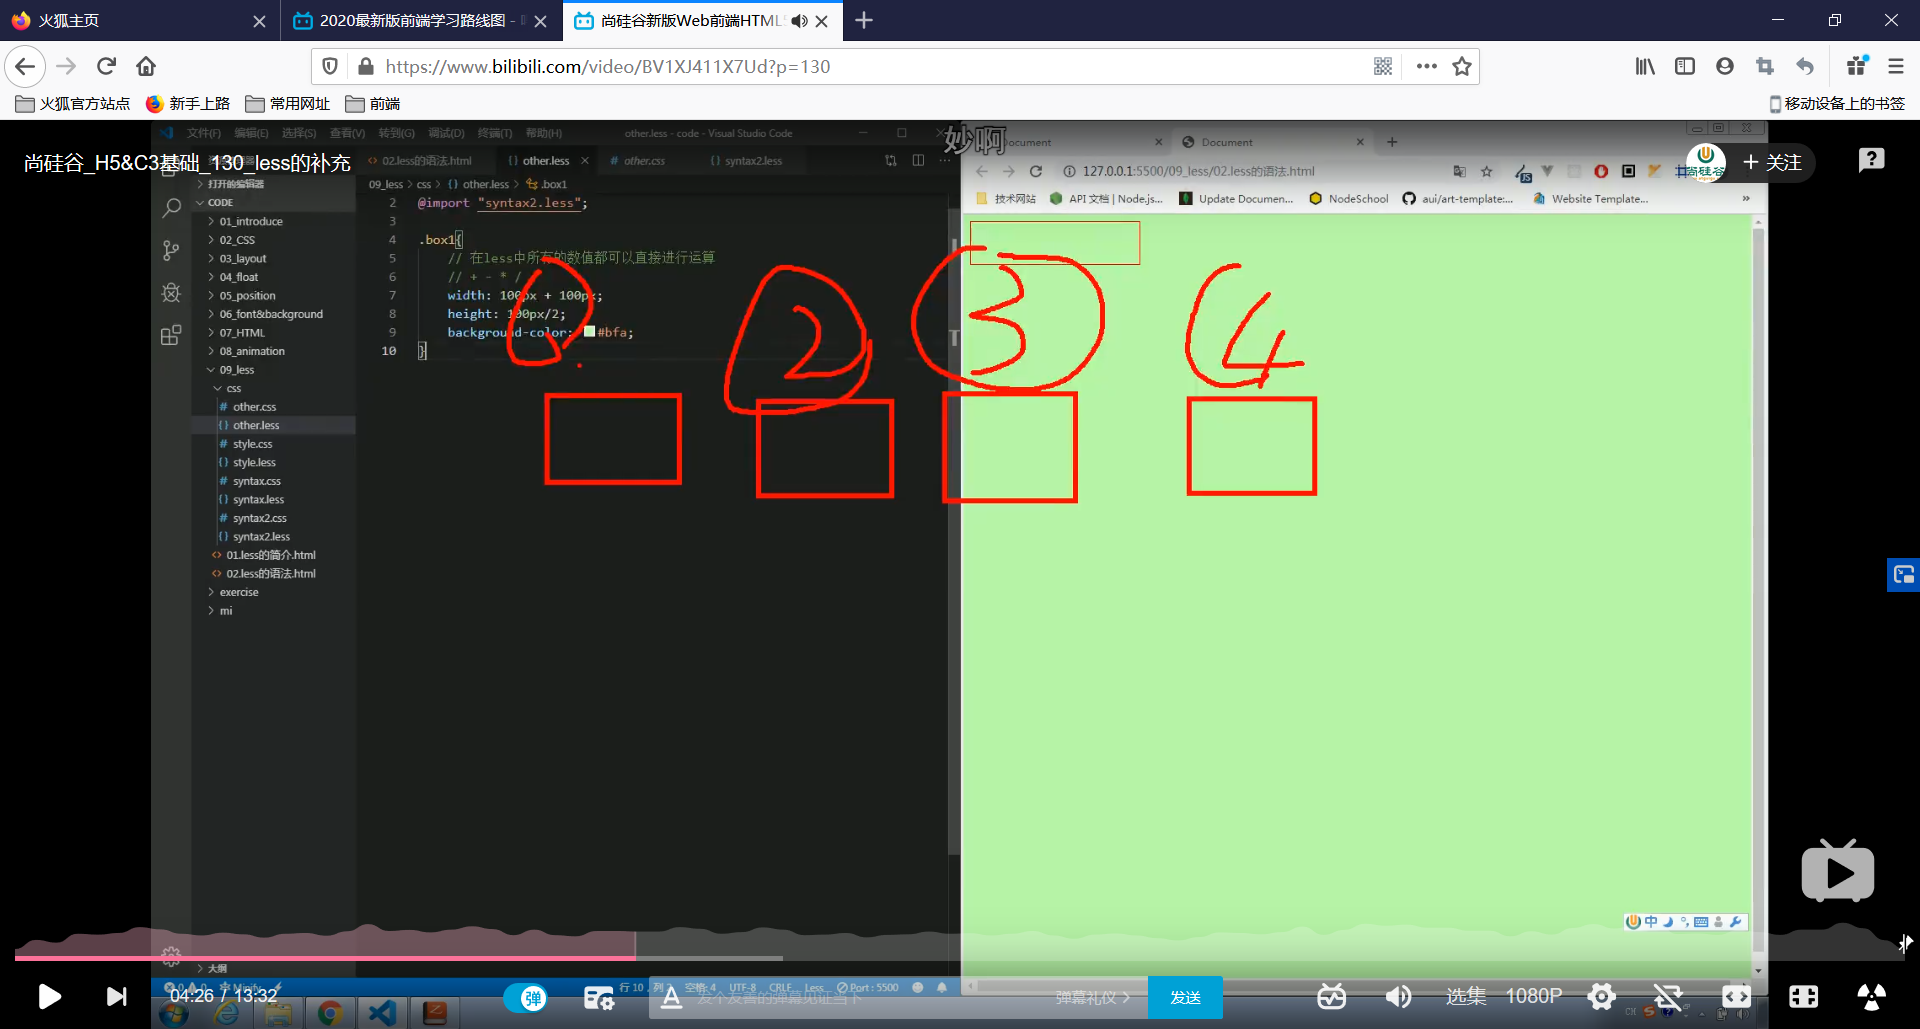 火狐主页
2020最新版前端学习路线图 -
尚硅谷新版Web前端HTML
https://www.bilibili.com/video/BV1XJ411X7Ud?p=130
火狐官方站点 新手上路 常用网址 前端 移动设备上的书签
文件(F) 编辑(E) 选择(S) 查看(V) 转到(G) 调试(D) 终端(T) 帮助(H) other.less - code - Visual Studio Code
妙啊
Document
Document
尚硅谷_H5&C3基础_130_less的补充
02.less的语法.html other.less other.css syntax2.less
127.0.0.1:5500/09_less/02.less的语法.html
尚硅谷
+ 关注
打开的编辑器
09_less > css > {} other.less > .box1
技术网站 API 文档 | Node.js... Update Documen... NodeSchool aui/art-template:... Website Template...
CODE
01_introduce
02_CSS
03_layout
04_float
05_position
06_font&background
07_HTML
08_animation
09_less
css
other.css
other.less
style.css
style.less
syntax.css
syntax.less
syntax2.css
syntax2.less
01.less的简介.html
02.less的语法.html
exercise
mi
大纲
2 @import "syntax2.less";
3
4 .box1{
5 // 在less中所有的数值都可以直接进行运算
6 // + - * /
7 width: 100px + 100px;
8 height: 100px/2;
9 background-color: #bfa;
10 }
2
3
4
中
04:26 / 13:32
弹
发个友善的弹幕见证当下
弹幕礼仪 >
发送
选集
1080P
空格: 4 UTF-8 CRLF Less Port: 5500
CH